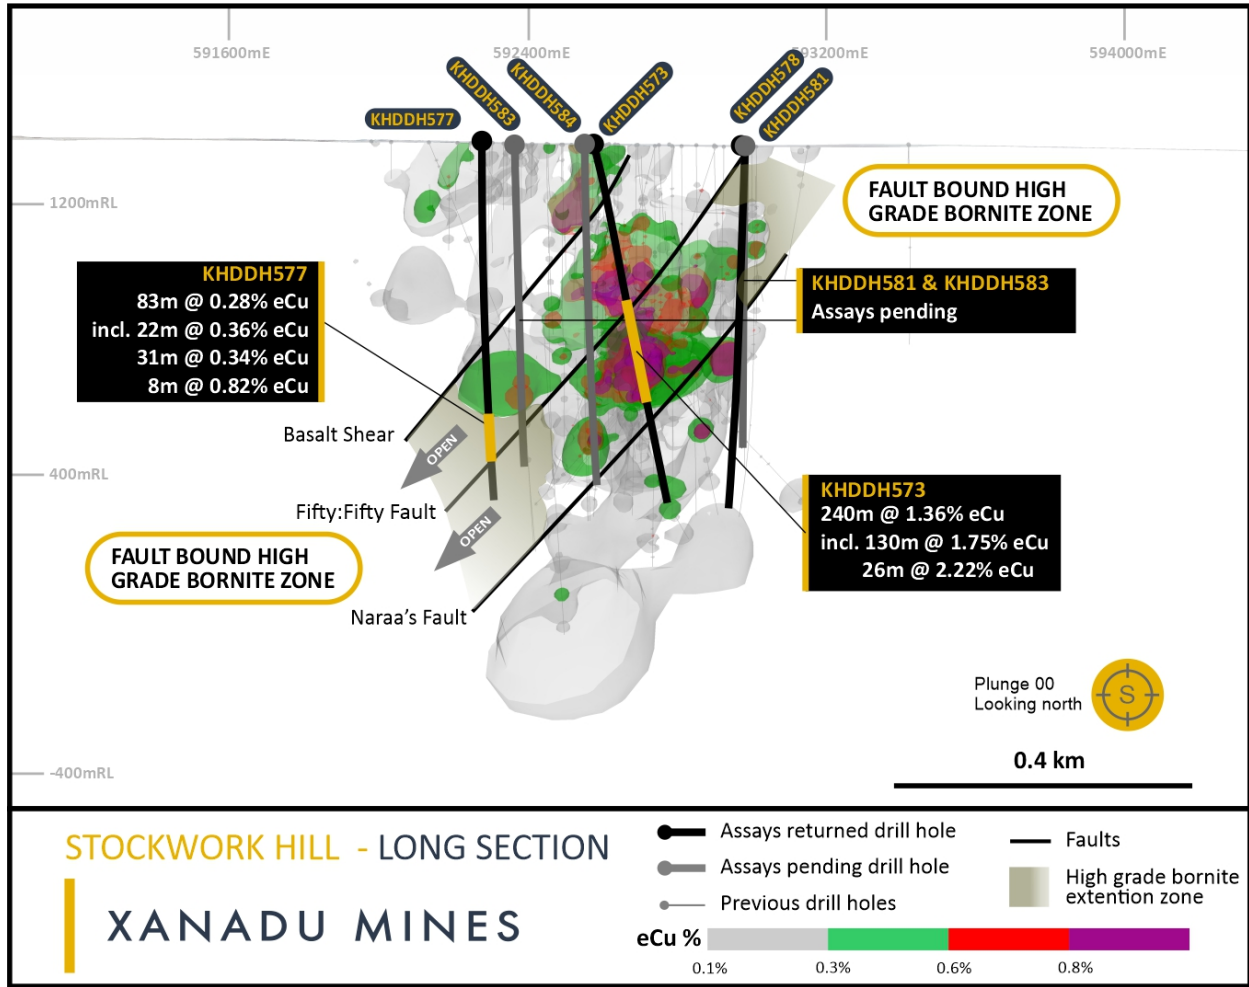 591600mE
592400mE
593200mE
594000mE
KHDDH577
KHDDH583
KHDDH584
KHDDH573
KHDDH578
KHDDH581
1200mRL
400mRL
-400mRL
FAULT BOUND HIGH
GRADE BORNITE ZONE
KHDDH577
83m @ 0.28% eCu
incl. 22m @ 0.36% eCu
31m @ 0.34% eCu
8m @ 0.82% eCu
KHDDH581 & KHDDH583
Assays pending
Basalt Shear
OPEN
Fifty:Fifty Fault
OPEN
FAULT BOUND HIGH
GRADE BORNITE ZONE
Naraa's Fault
KHDDH573
240m @ 1.36% eCu
incl. 130m @ 1.75% eCu
26m @ 2.22% eCu
Plunge 00
Looking north
S
0.4 km
STOCKWORK HILL - LONG SECTION
XANADU MINES
Assays returned drill hole
Assays pending drill hole
Previous drill holes
Faults
High grade bornite
extention zone
eCu %
0.1%
0.3%
0.6%
0.8%